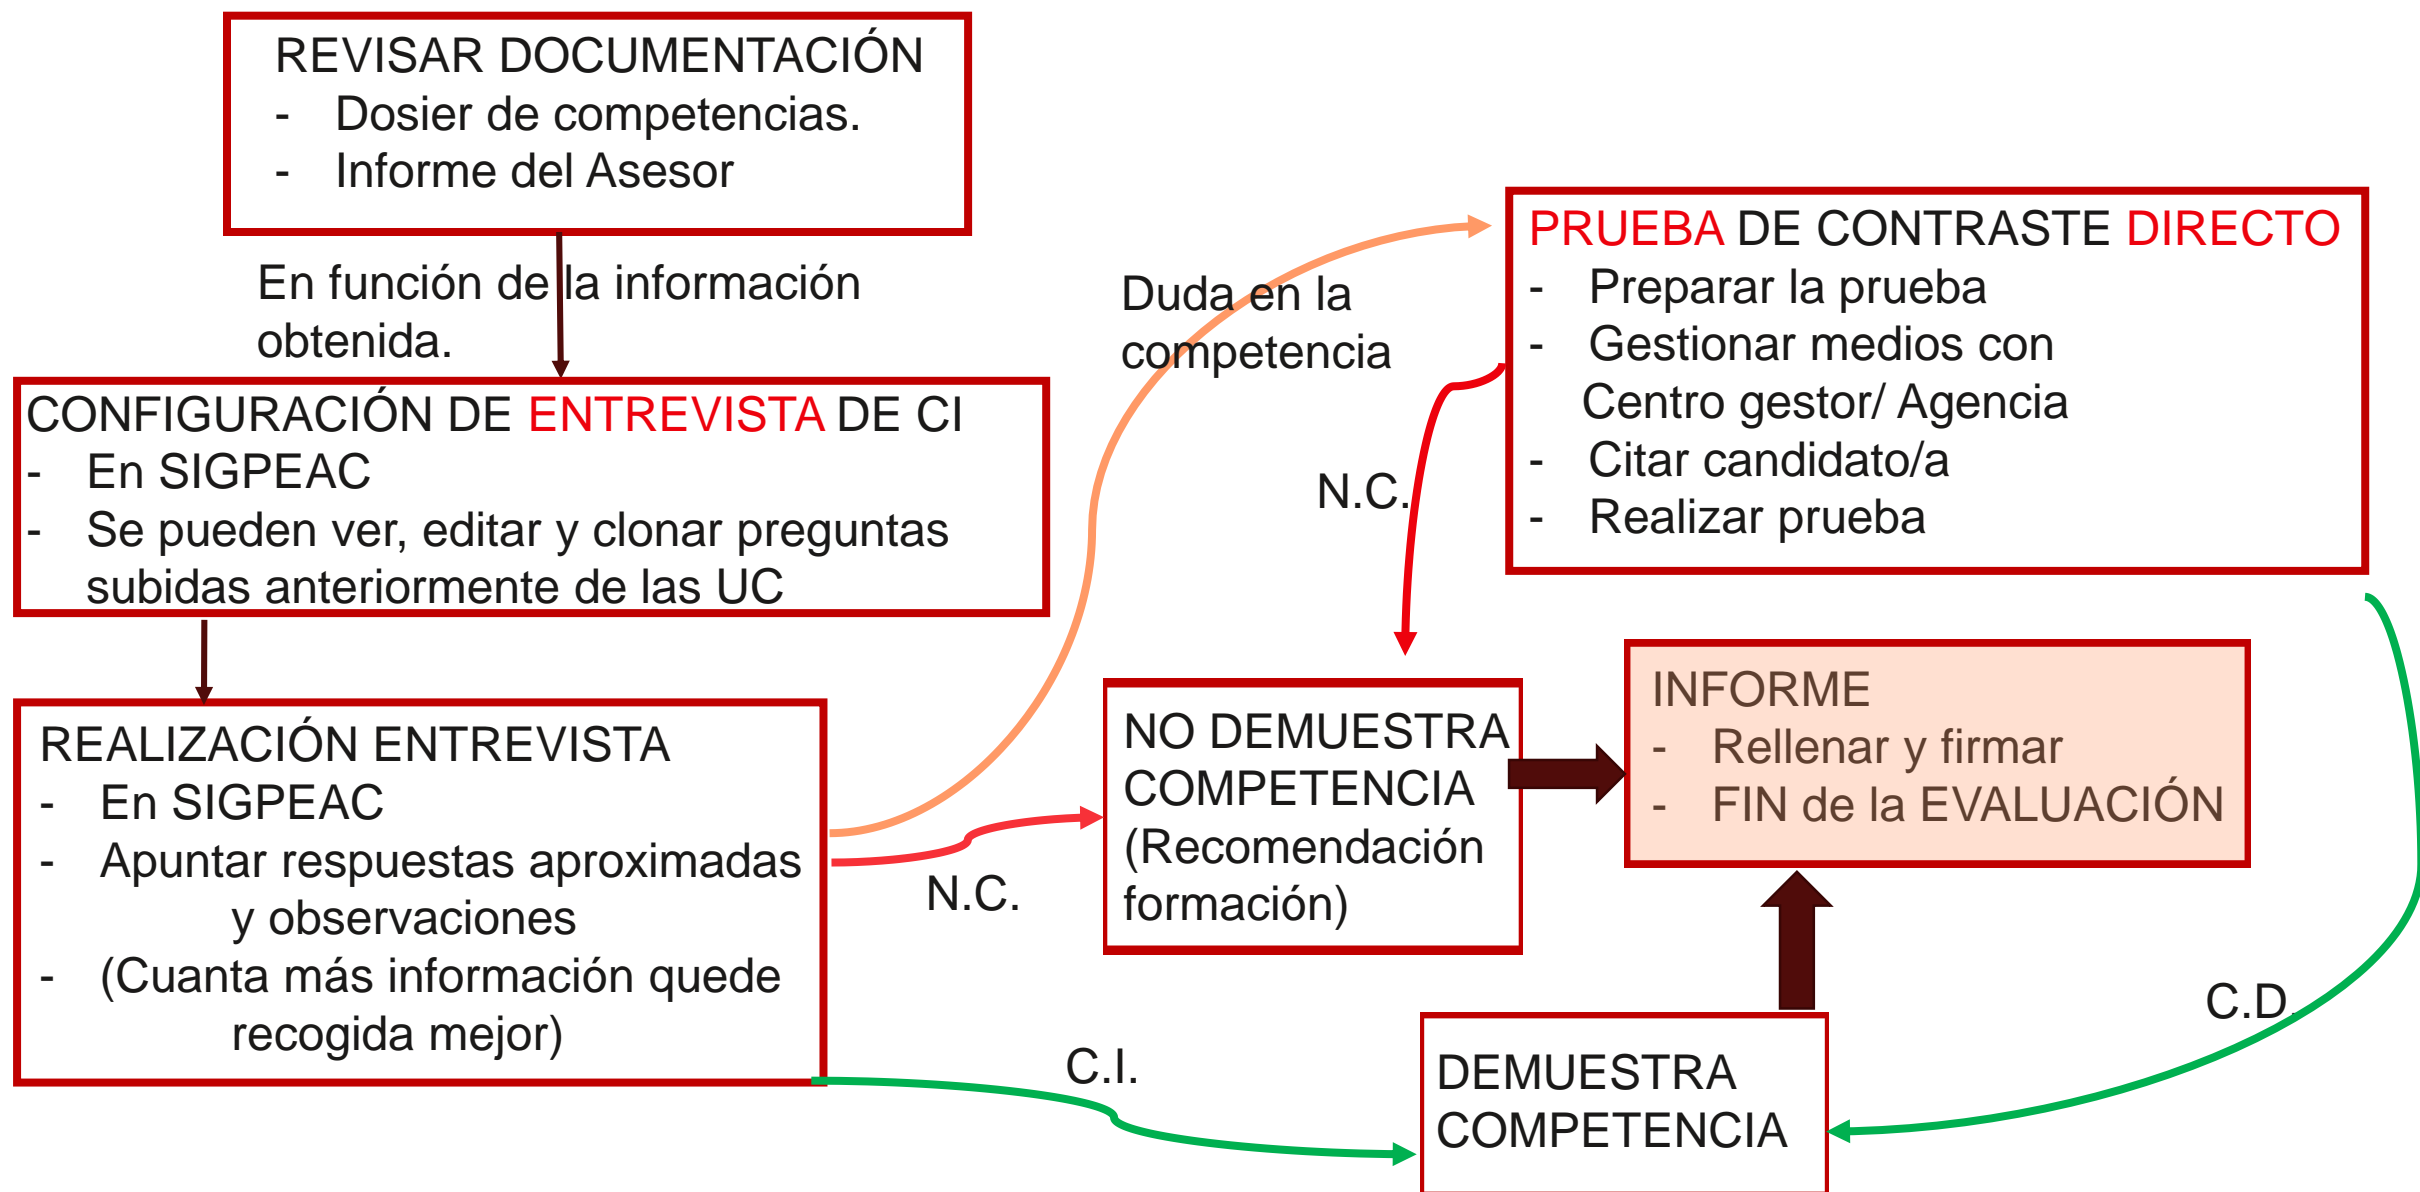 REVISAR DOCUMENTACIÓN
- Dosier de competencias.
- Informe del Asesor
En función de la información
obtenida.
CONFIGURACIÓN DE ENTREVISTA DE CI
- En SIGPEAC
- Se pueden ver, editar y clonar preguntas
subidas anteriormente de las UC
REALIZACIÓN ENTREVISTA
- En SIGPEAC
- Apuntar respuestas aproximadas
y observaciones
- (Cuanta más información quede
recogida mejor)
Duda en la
competencia
PRUEBA DE CONTRASTE DIRECTO
- Preparar la prueba
- Gestionar medios con
Centro gestor/ Agencia
- Citar candidato/a
- Realizar prueba
N.C.
N.C.
NO DEMUESTRA
COMPETENCIA
(Recomendación
formación)
INFORME
- Rellenar y firmar
- FIN de la EVALUACIÓN
C.I.
C.D.
DEMUESTRA
COMPETENCIA